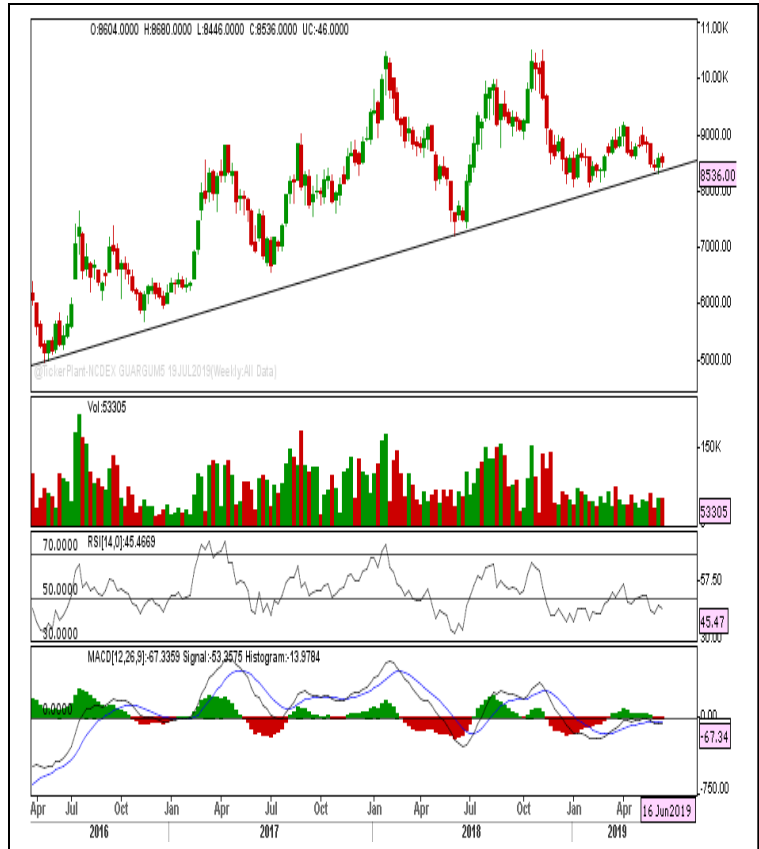 O:8604.0000 H:8680.0000 L:8446.0000 C:8536.0000 UC:-46.0000
11.00K
10.00K
9000.00
8536.00
8000.00
7000.00
6000.00
5000.00
@TickerPlant-NCDEX GUARGUM5 19JUL2019(Weekly:All Data)
Vol:53305
150K
53305
0
70.0000 RSI[14,0]:45.4669
57.50
50.0000
45.47
30.0000
30.00
MACD[12,26,9]:-67.3359 Signal:-53.3575 Histogram:-13.9784
0.0000
0.00
-67.34
-750.00
Apr Jul Oct Jan Apr Jul Oct Jan Apr Jul Oct Jan Apr 16Jun2019
2016 2017 2018 2019